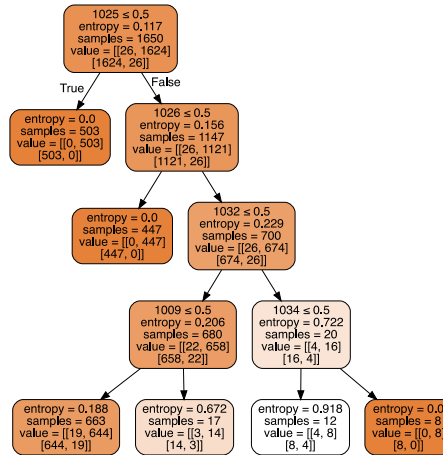 1025 ≤ 0.5
entropy = 0.117
samples = 1650
value = [[26, 1624]
[1624, 26]]
True
False
entropy = 0.0
samples = 503
value = [[0, 503]
[503, 0]]
1026 ≤ 0.5
entropy = 0.156
samples = 1147
value = [[26, 1121]
[1121, 26]]
entropy = 0.0
samples = 447
value = [[0, 447]
[447, 0]]
1032 ≤ 0.5
entropy = 0.229
samples = 700
value = [[26, 674]
[674, 26]]
1009 ≤ 0.5
entropy = 0.206
samples = 680
value = [[22, 658]
[658, 22]]
1034 ≤ 0.5
entropy = 0.722
samples = 20
value = [[4, 16]
[16, 4]]
entropy = 0.188
samples = 663
value = [[19, 644]
[644, 19]]
entropy = 0.672
samples = 17
value = [[3, 14]
[14, 3]]
entropy = 0.918
samples = 12
value = [[4, 8]
[8, 4]]
entropy = 0.0
samples = 8
value = [[0, 8]
[8, 0]]